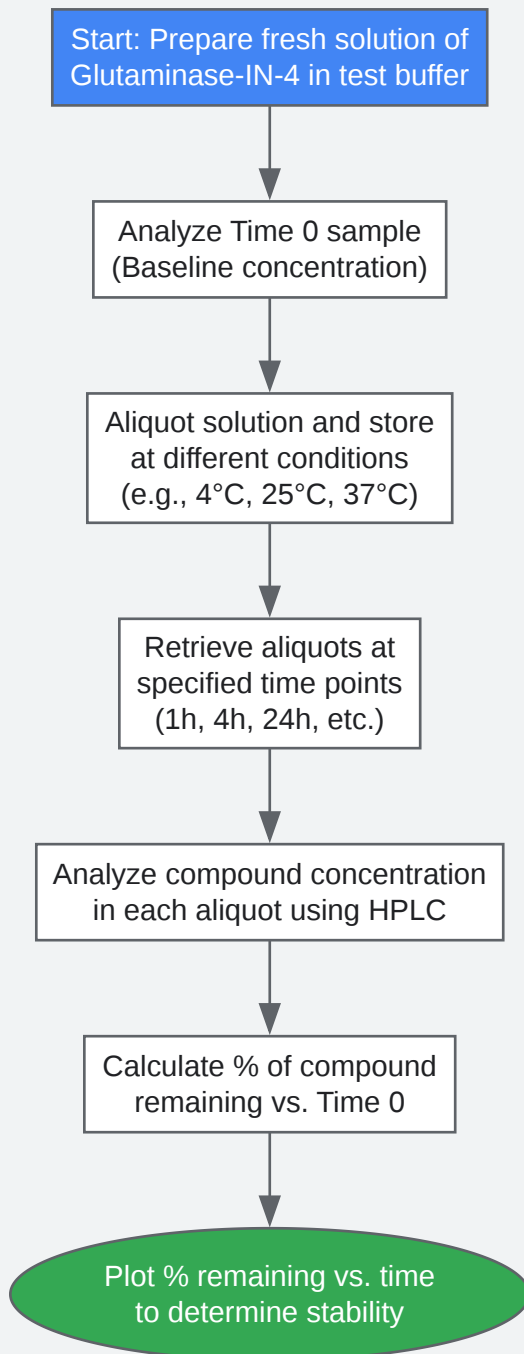 Start: Prepare fresh solution of
Glutaminase-IN-4 in test buffer
Analyze Time 0 sample
(Baseline concentration)
Aliquot solution and store
at different conditions
(e.g., 4°C, 25°C, 37°C)
Retrieve aliquots at
specified time points
(1h, 4h, 24h, etc.)
Analyze compound concentration
in each aliquot using HPLC
Calculate % of compound
remaining vs. Time 0
Plot % remaining vs. time
to determine stability